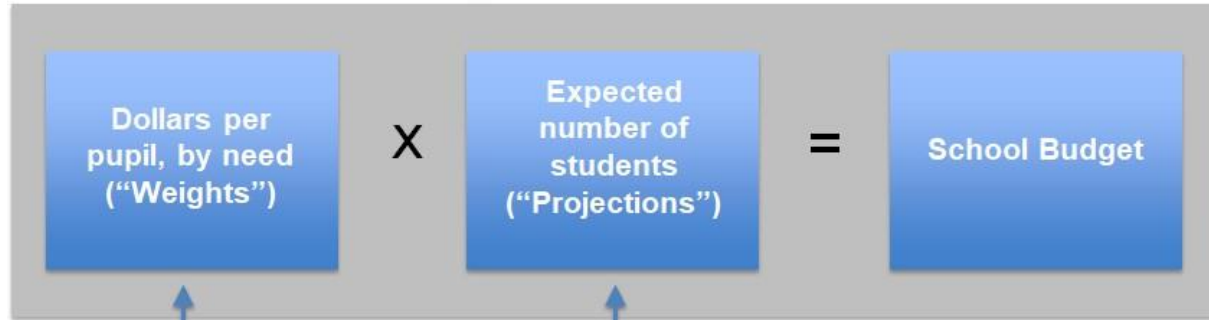 Dollars per
pupil, by need
(“Weights”)
X
Expected
number of
students
(“Projections”)
=
School Budget